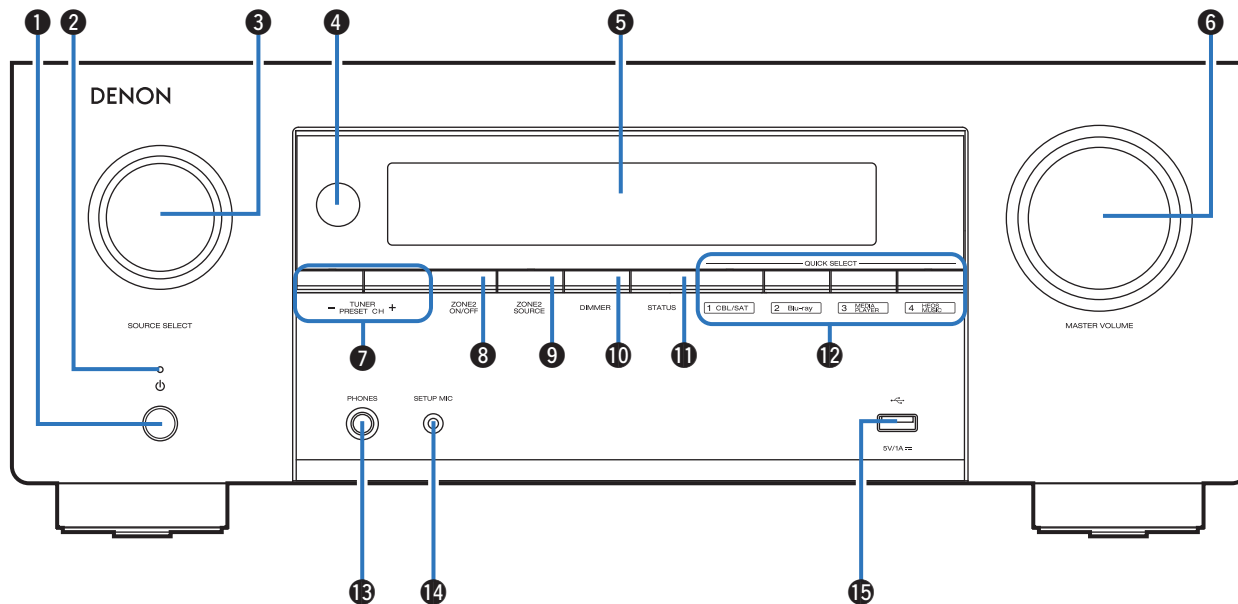 1 2 3 4 5 6
DENON
QUICK SELECT
− TUNER PRESET CH +
ZONE2 ON/OFF
ZONE2 SOURCE
DIMMER
STATUS
1 CBL/SAT
2 Blu-ray
3 MEDIA PLAYER
4 HEOS MUSIC
SOURCE SELECT
MASTER VOLUME
7 8 9 10 11 12
PHONES
SETUP MIC
5V/1A
13 14 15